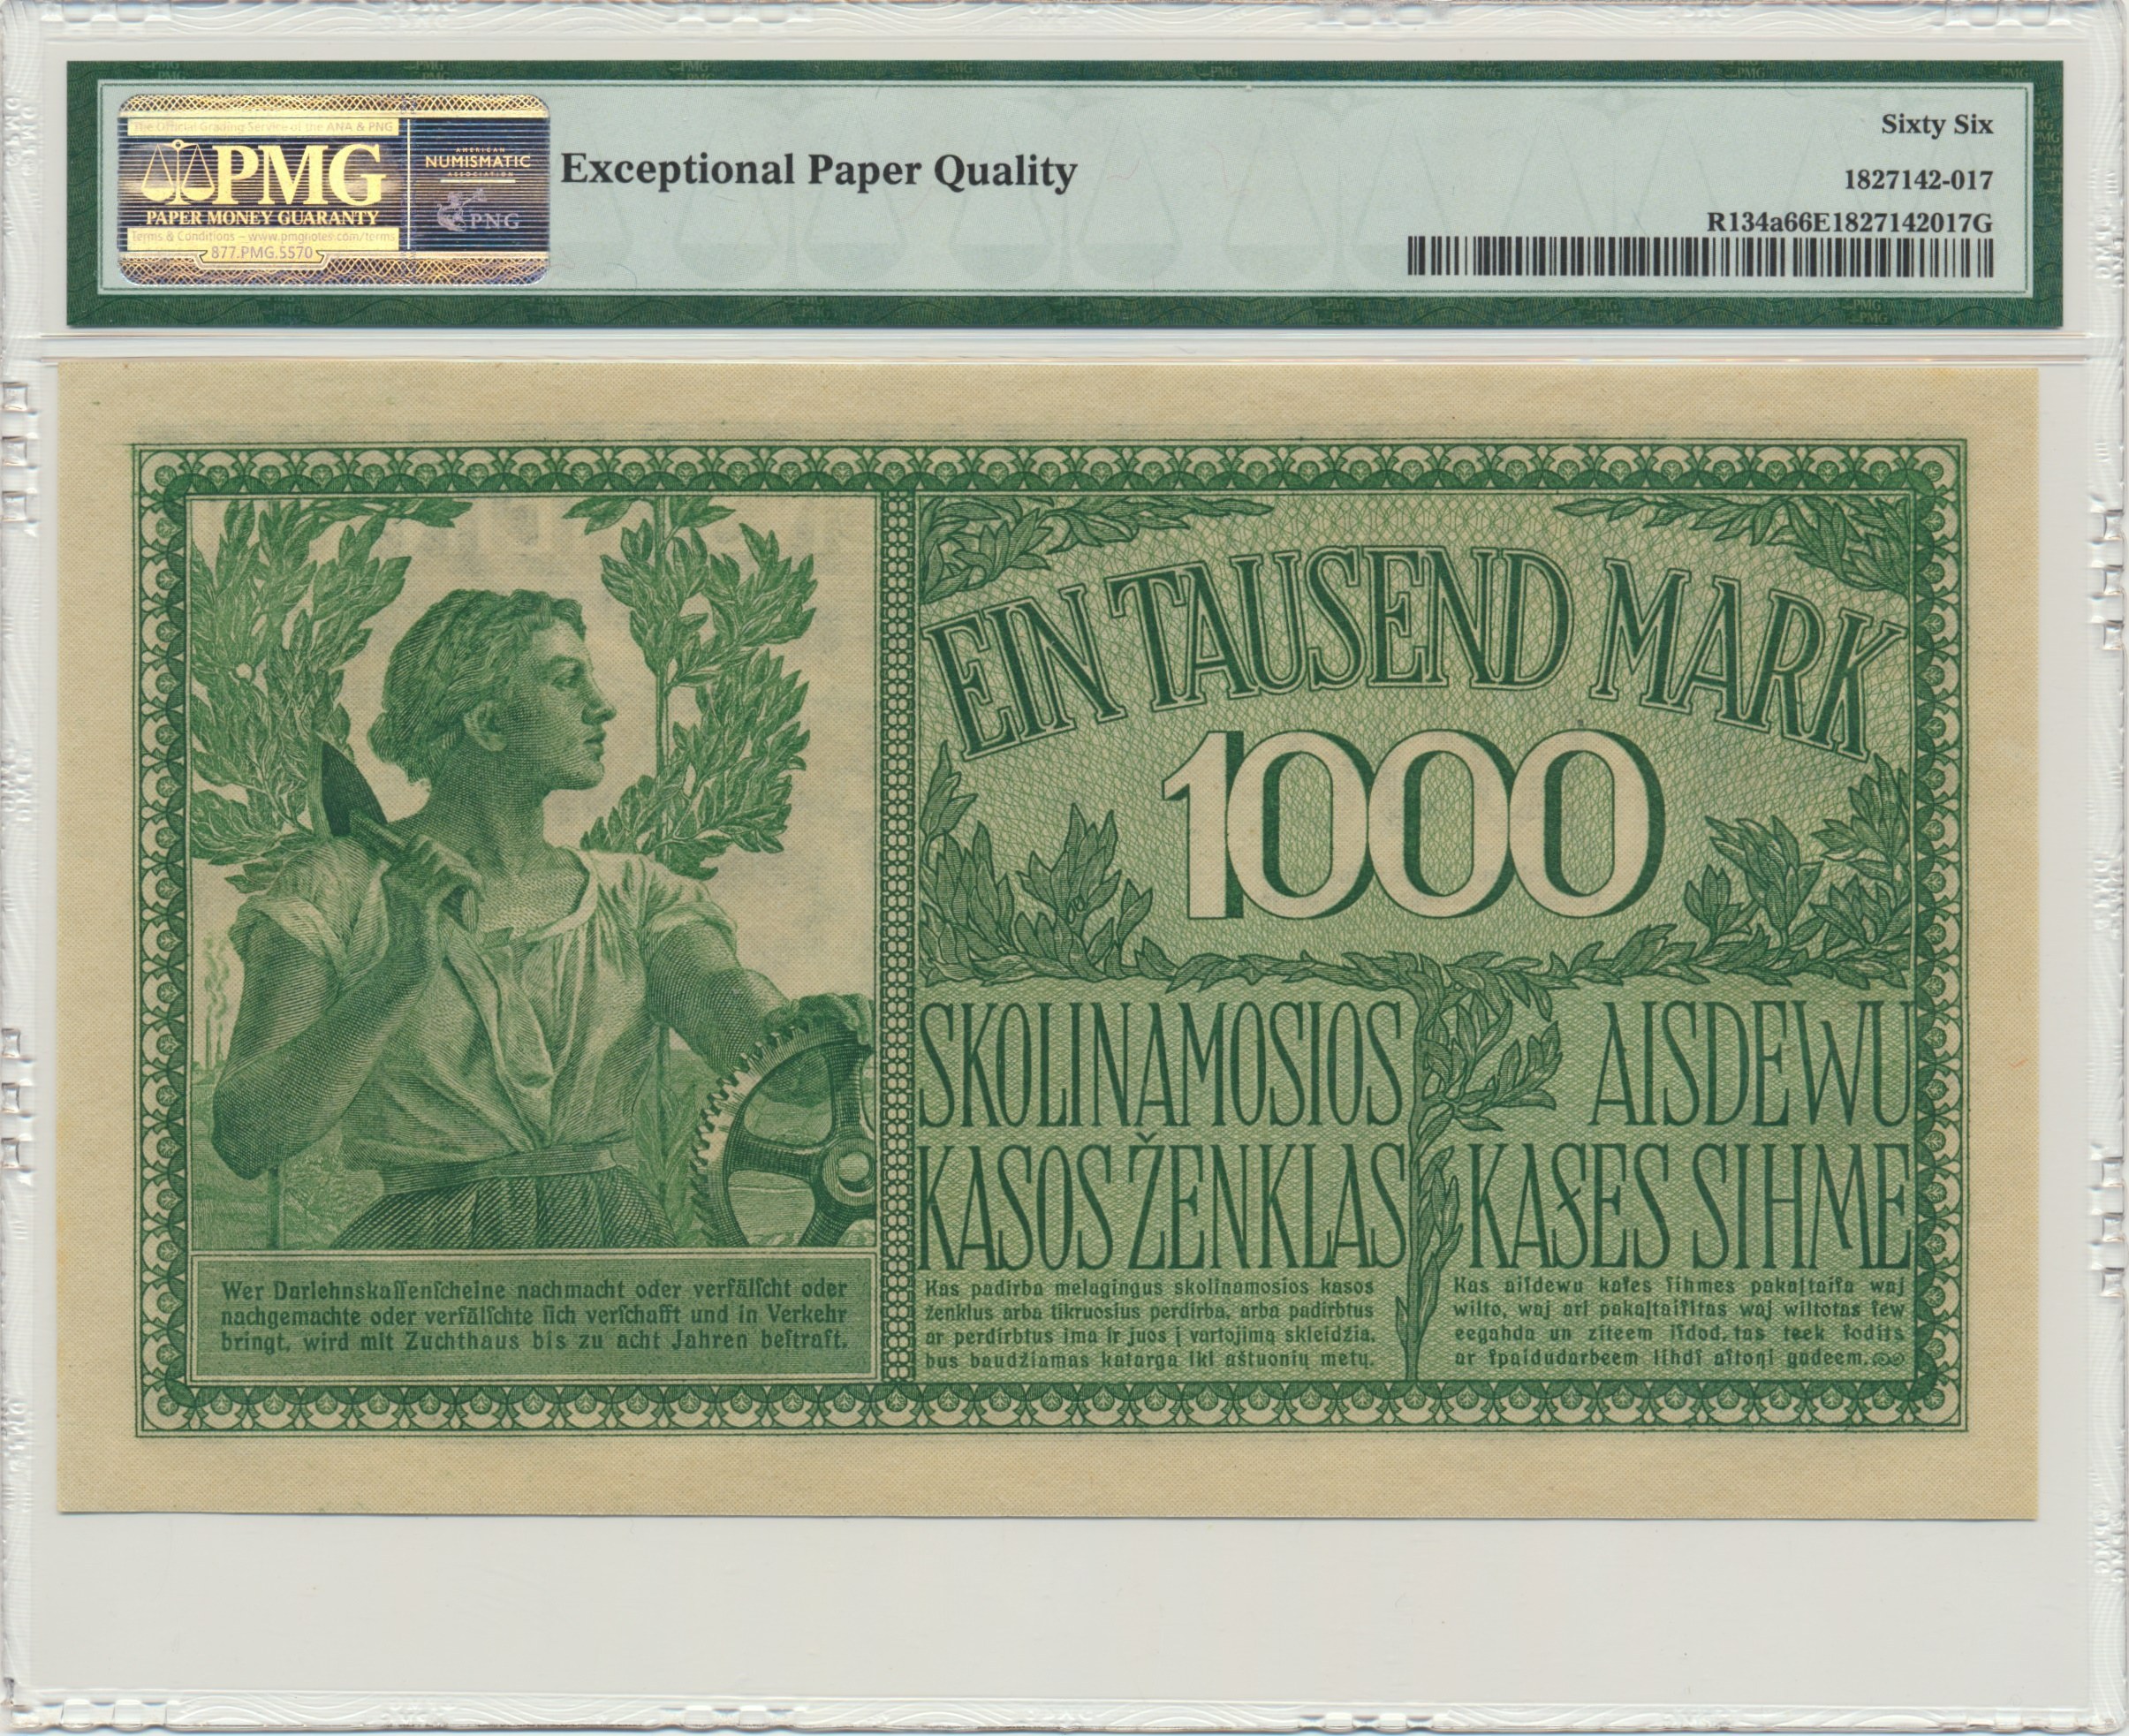 The Official Grading Service of the ANA & PNG
PMG
PAPER MONEY GUARANTY
Terms & Conditions – www.pmgnotes.com/terms
877.PMG.5570
AMERICAN
NUMISMATIC
ASSOCIATION
PNG
Exceptional Paper Quality
Sixty Six
1827142-017
R134a66E1827142017G
EIN TAUSEND MARK
1000
SKOLINAMOSIOS
KASOS ŽENKLAS
AISDEWU
KASES SIHME
Wer Darlehnskaſſenſcheine nachmacht oder verfälſcht oder
nachgemachte oder verfälſchte ſich verſchafft und in Verkehr
bringt, wird mit Zuchthaus bis zu acht Jahren beſtraft.
Kas padirba melagingus skolinamosios kasos
ženklus arba tikruosius perdirba, arba padirbtus
ar perdirbtus ima ir juos į vartojimą skleidžia,
bus baudžiamas katorga iki aštuonių metų.
Kas aiſdewu kaſes ſihmes pakaļtaiſa waj
wilto, waj arī pakaļtaiſitas waj wiltotas ſew
eegahda un ziteem iſdod, tas teek ſodits
ar ſpaidudarbeem lihdſ aſtoņi gadeem.